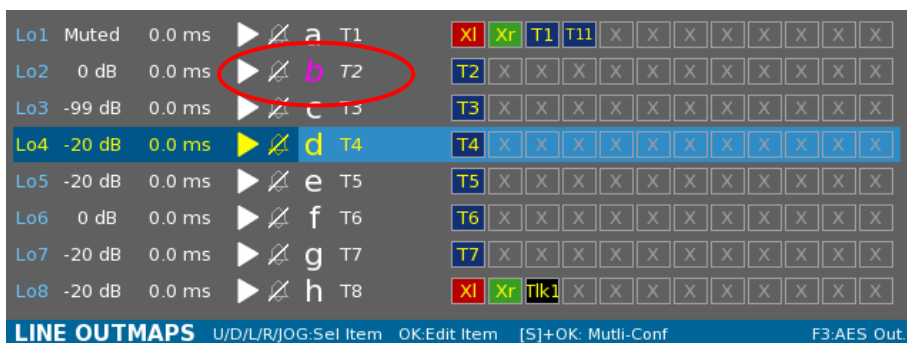 Lo1 Muted 0.0 ms a T1 Xl Xr T1 T11 X X X X X X X X
Lo2 0 dB 0.0 ms b T2 T2 X X X X X X X X X X X
Lo3 -99 dB 0.0 ms c T3 T3 X X X X X X X X X X X
Lo4 -20 dB 0.0 ms d T4 T4 X X X X X X X X X X X
Lo5 -20 dB 0.0 ms e T5 T5 X X X X X X X X X X X
Lo6 0 dB 0.0 ms f T6 T6 X X X X X X X X X X X
Lo7 -20 dB 0.0 ms g T7 T7 X X X X X X X X X X X
Lo8 -20 dB 0.0 ms h T8 Xl Xr Tlk1 X X X X X X X X X
LINE OUTMAPS U/D/L/R/JOG:Sel Item OK:Edit Item [S]+OK: Mutli-Conf F3:AES Out.